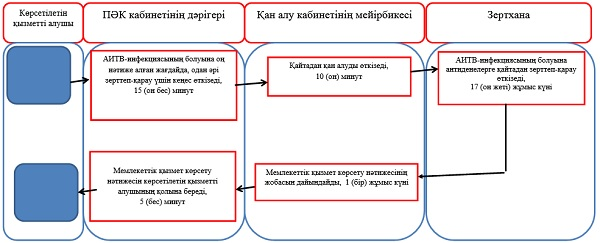 Көрсетілетін
қызметті алушы
ПӘК кабинетінің дәрігері
Қан алу кабинетінің мейірбикесі
Зертхана
АИТВ-инфекциясының болуына оң
нәтиже алған жағдайда, одан әрі
зерттеп-қарау үшін кеңес өткізеді,
15 (он бес) минут
Қайтадан қан алуды өткізеді,
10 (он) минут
АИТВ-инфекциясының болуына
антиденелерге қайтадан зерттеп-қарау
өткізеді,
17 (он жеті) жұмыс күні
Мемлекеттік қызмет көрсету
нәтижесін көрсетілетін қызметті
алушының қолына береді,
5 (бес) минут
Мемлекеттік қызмет көрсету нәтижесінің
жобасын дайындайды, 1 (бір) жұмыс күні